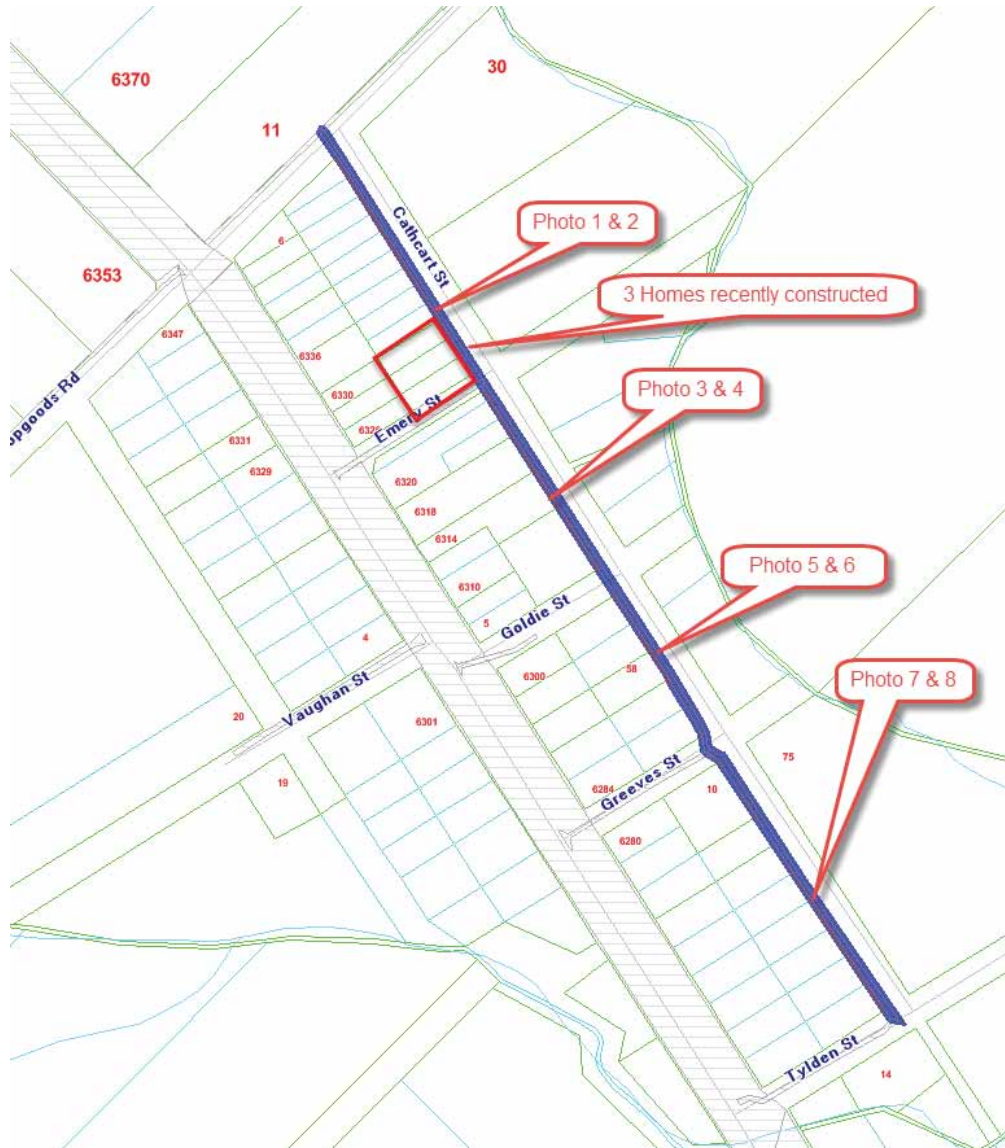 30
6370
11
Cathcart St
Photo 1 & 2
6
6353
3 Homes recently constructed
6347
6336
Photo 3 & 4
6330
opgoods Rd
Emery St
6331
6329
6320
6318
6314
Photo 5 & 6
6310
5
Goldie St
4
58
6300
Photo 7 & 8
Vaughan St
20
6301
75
19
Greeves St
6284
10
6280
Tylden St
14